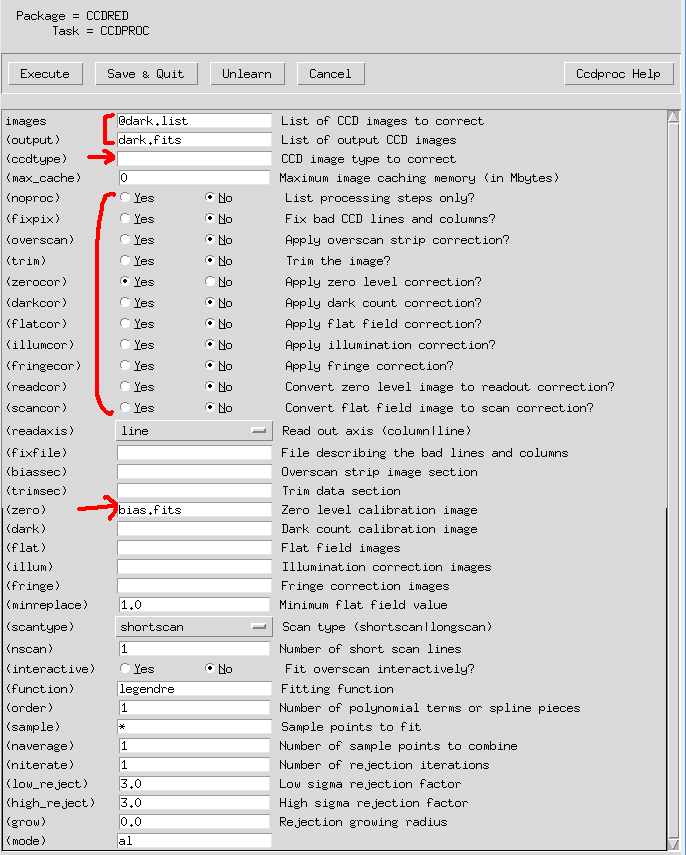 Package = CCDRED
Task = CCDPROC
Execute Save & Quit Unlearn Cancel Ccdproc Help
images @dark.list List of CCD images to correct
(output) dark.fits List of output CCD images
(ccdtype) CCD image type to correct
(max_cache) 0 Maximum image caching memory (in Mbytes)
(noproc) Yes No List processing steps only?
(fixpix) Yes No Fix bad CCD lines and columns?
(overscan) Yes No Apply overscan strip correction?
(trim) Yes No Trim the image?
(zerocor) Yes No Apply zero level correction?
(darkcor) Yes No Apply dark count correction?
(flatcor) Yes No Apply flat field correction?
(illumcor) Yes No Apply illumination correction?
(fringecor) Yes No Apply fringe correction?
(readcor) Yes No Convert zero level image to readout correction?
(scancor) Yes No Convert flat field image to scan correction?
(readaxis) line Read out axis (column|line)
(fixfile) File describing the bad lines and columns
(biassec) Overscan strip image section
(trimsec) Trim data section
(zero) bias.fits Zero level calibration image
(dark) Dark count calibration image
(flat) Flat field images
(illum) Illumination correction images
(fringe) Fringe correction images
(minreplace) 1.0 Minimum flat field value
(scantype) shortscan Scan type (shortscan|longscan)
(nscan) 1 Number of short scan lines
(interactive) Yes No Fit overscan interactively?
(function) legendre Fitting function
(order) 1 Number of polynomial terms or spline pieces
(sample) * Sample points to fit
(naverage) 1 Number of sample points to combine
(niterate) 1 Number of rejection iterations
(low_reject) 3.0 Low sigma rejection factor
(high_reject) 3.0 High sigma rejection factor
(grow) 0.0 Rejection growing radius
(mode) al